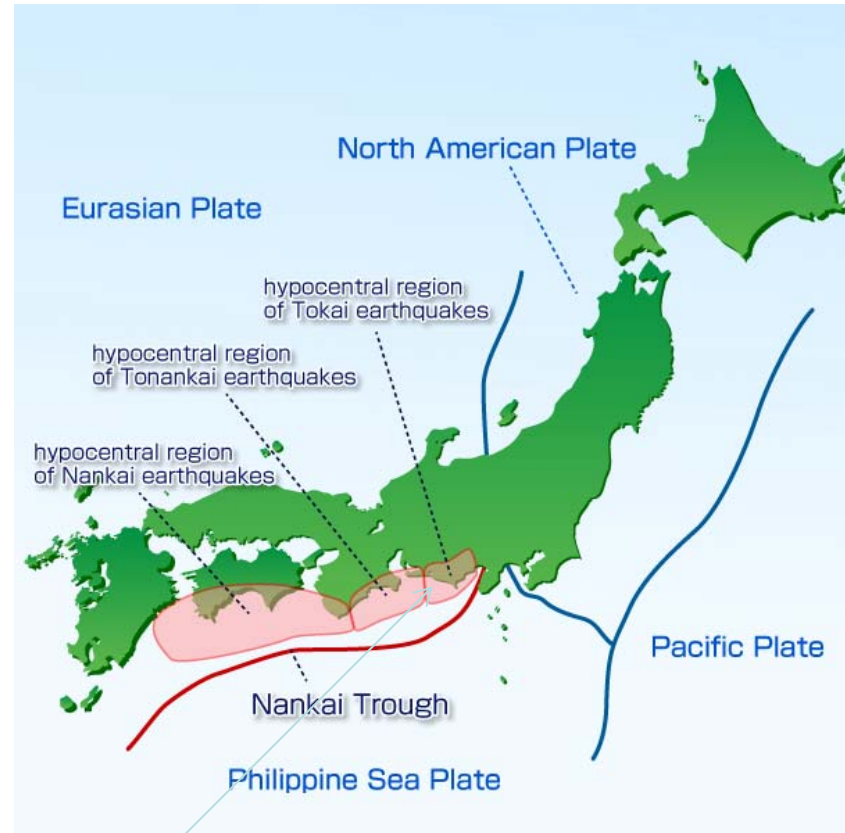 North American Plate
Eurasian Plate
hypocentral region
of Tokai earthquakes
hypocentral region
of Tonankai earthquakes
hypocentral region
of Nankai earthquakes
Pacific Plate
Nankai Trough
Philippine Sea Plate